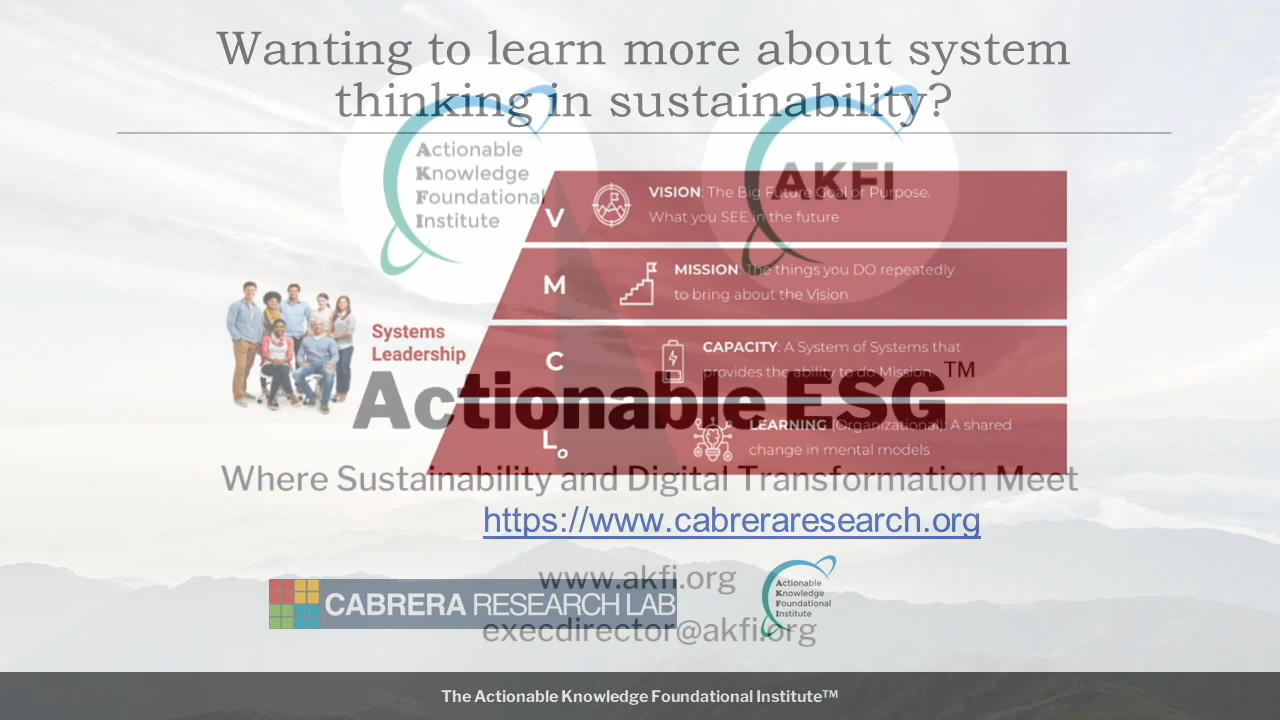 Wanting to learn more about system
thinking in sustainability?
Actionable
Knowledge
Foundational
Institute
AKFI
V
VISION: The Big Future Goal or Purpose.
What you SEE in the future
M
MISSION: The things you DO repeatedly
to bring about the Vision
Systems
Leadership
C
CAPACITY: A System of Systems that
provides the ability to do Mission
Actionable ESG™
Lo
LEARNING [Organizational]: A shared
change in mental models
Where Sustainability and Digital Transformation Meet
https://www.cabreraresearch.org
www.akfi.org
CABRERA RESEARCH LAB
Actionable
Knowledge
Foundational
Institute
execdirector@akfi.org
The Actionable Knowledge Foundational Institute™